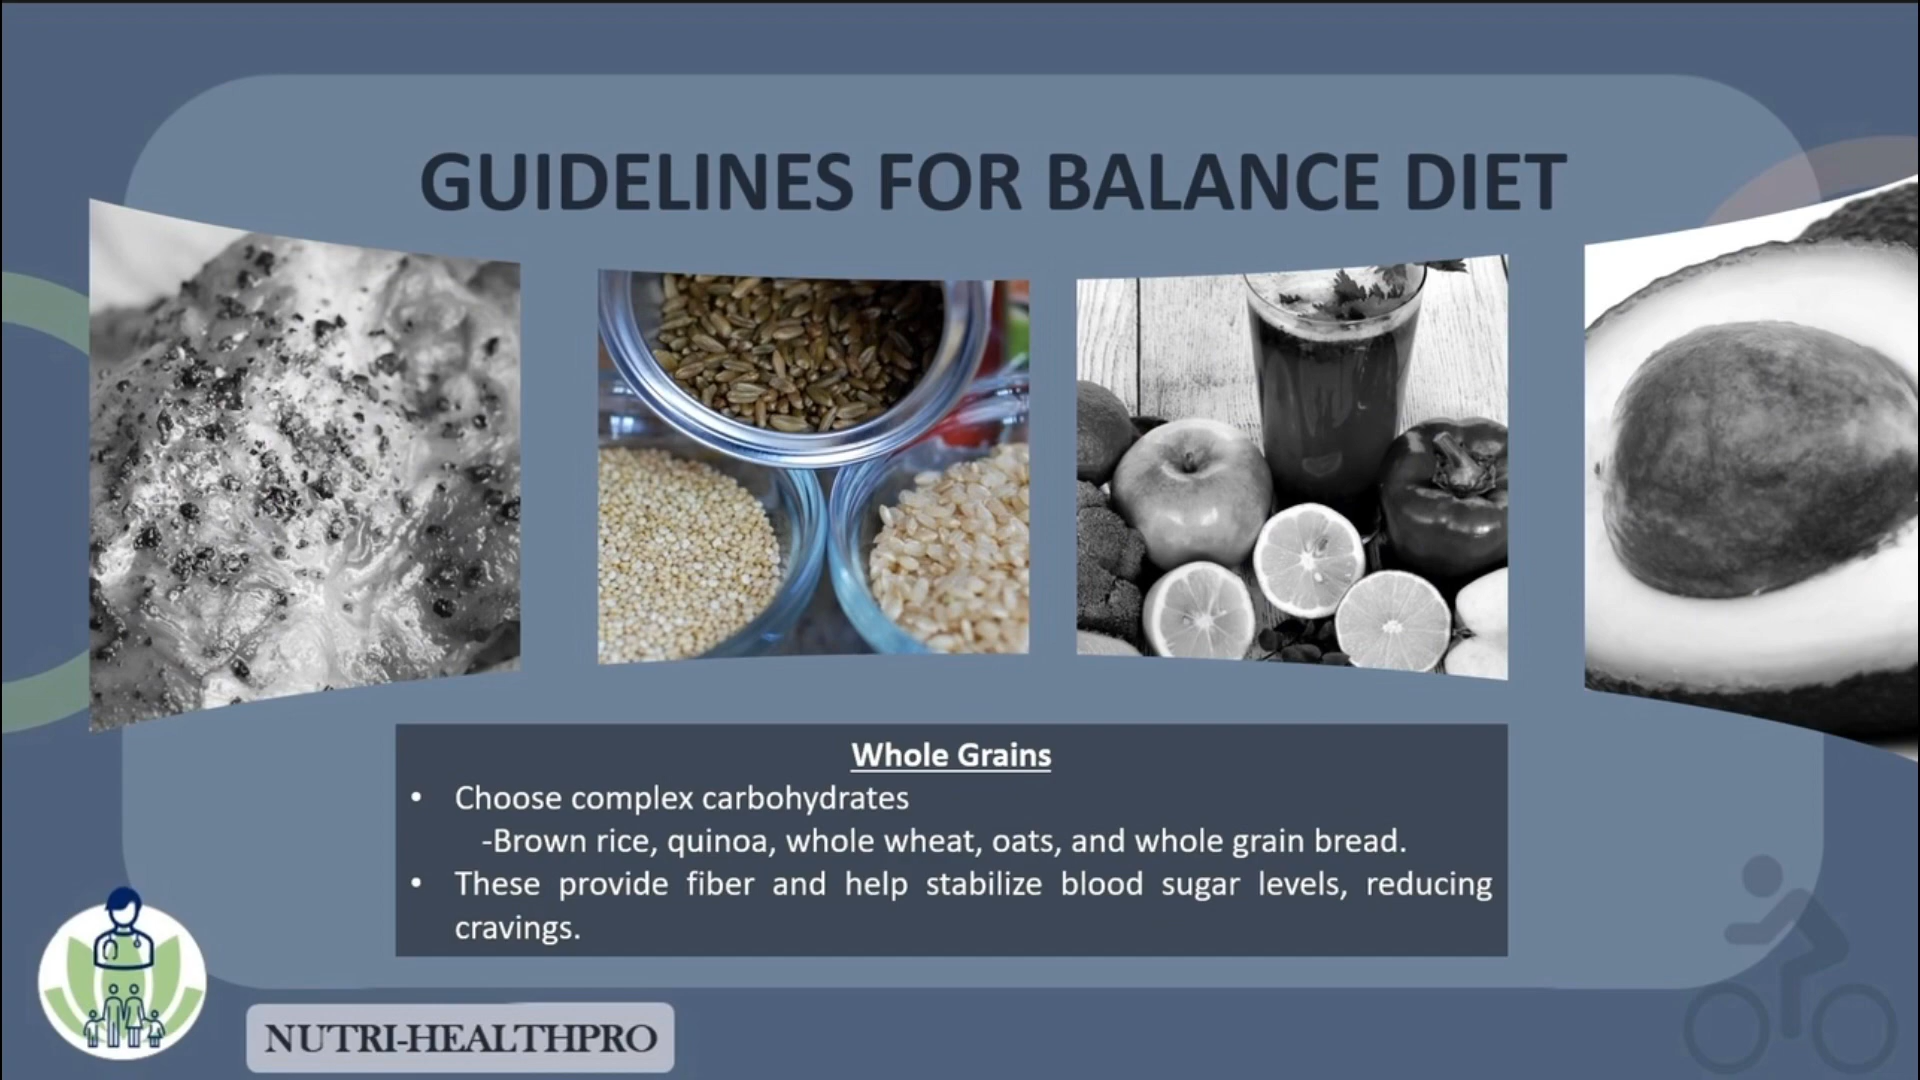 GUIDELINES FOR BALANCE DIET
Whole Grains
• Choose complex carbohydrates
-Brown rice, quinoa, whole wheat, oats, and whole grain bread.
• These provide fiber and help stabilize blood sugar levels, reducing
cravings.
NUTRI-HEALTHPRO